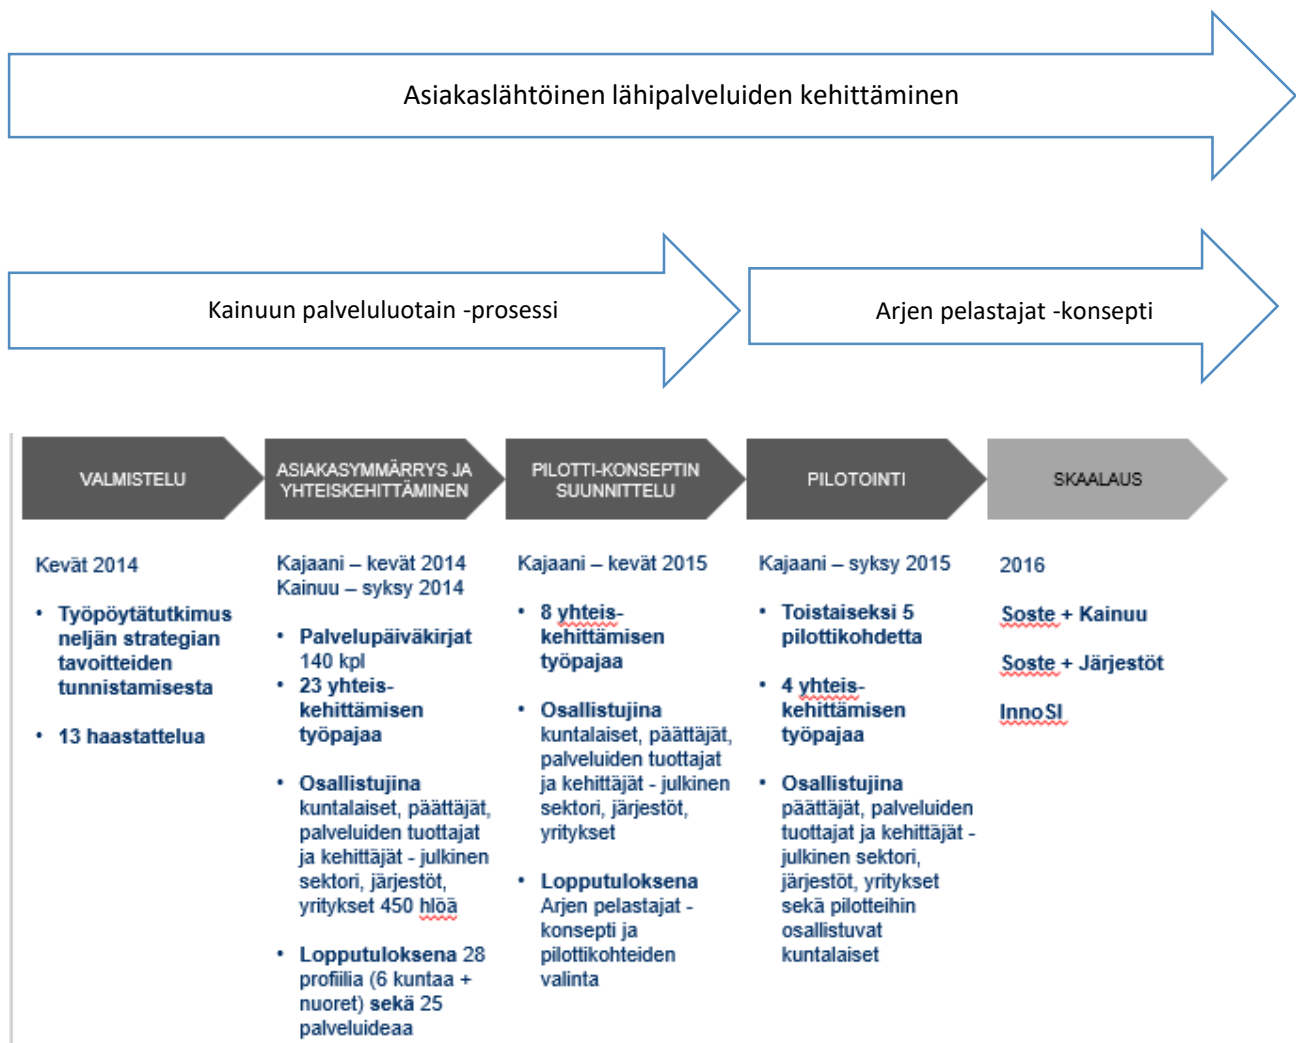 Asiakaslähtöinen lähipalveluiden kehittäminen
Kainuun palveluluotain -prosessi
Arjen pelastajat -konsepti
VALMISTELU
ASIAKASYMMÄRRYS JA
YHTEISKEHITTÄMINEN
PILOTTI-KONSEPTIN
SUUNNITTELU
PILOTOINTI
SKAALAUS
Kevät 2014
• Työpöytätutkimus
neljän strategian
tavoitteiden
tunnistamisesta
• 13 haastattelua
Kajaani – kevät 2014
Kainuu – syksy 2014
• Palvelupäiväkirjat
140 kpl
• 23 yhteis-
kehittämisen
työpajaa
• Osallistujina
kuntalaiset, päättäjät,
palveluiden tuottajat
ja kehittäjät - julkinen
sektori, järjestöt,
yritykset 450 hlöä
• Lopputuloksena 28
profiilia (6 kuntaa +
nuoret) sekä 25
palveluideaa
Kajaani – kevät 2015
• 8 yhteis-
kehittämisen
työpajaa
• Osallistujina
kuntalaiset, päättäjät,
palveluiden tuottajat
ja kehittäjät - julkinen
sektori, järjestöt,
yritykset
• Lopputuloksena
Arjen pelastajat -
konsepti ja
pilottikohteiden
valinta
Kajaani – syksy 2015
• Toistaiseksi 5
pilottikohdetta
• 4 yhteis-
kehittämisen
työpajaa
• Osallistujina
päättäjät, palveluiden
tuottajat ja kehittäjät -
julkinen sektori,
järjestöt, yritykset
sekä pilotteihin
osallistuvat
kuntalaiset
2016
Soste + Kainuu
Soste + Järjestöt
InnoSI